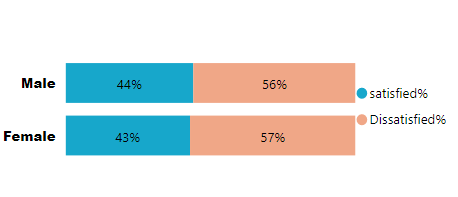 Male 44% 56%
satisfied%
Dissatisfied%
Female 43% 57%